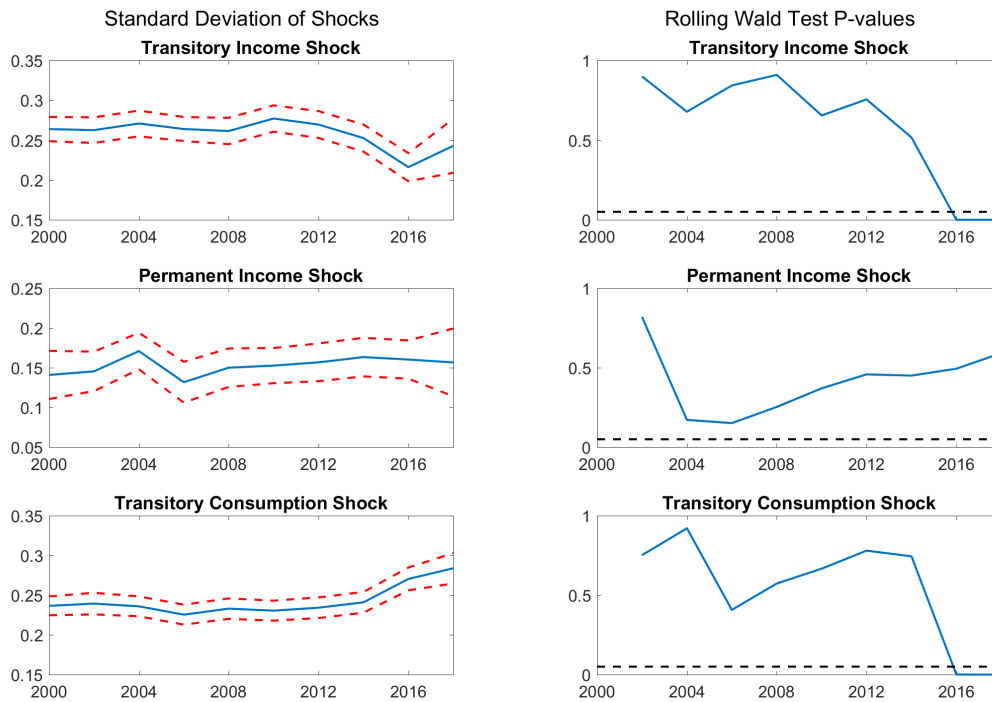 Standard Deviation of Shocks
Rolling Wald Test P-values
Transitory Income Shock
0.35
0.3
0.25
0.2
0.15
2000 2004 2008 2012 2016
Transitory Income Shock
1
0.5
0
2000 2004 2008 2012 2016
Permanent Income Shock
0.25
0.2
0.15
0.1
0.05
2000 2004 2008 2012 2016
Permanent Income Shock
1
0.5
0
2000 2004 2008 2012 2016
Transitory Consumption Shock
0.35
0.3
0.25
0.2
0.15
2000 2004 2008 2012 2016
Transitory Consumption Shock
1
0.5
0
2000 2004 2008 2012 2016